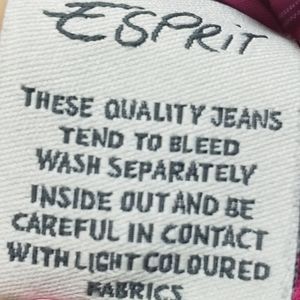 ESPRIT
THESE QUALITY JEANS
TEND TO BLEED
WASH SEPARATELY
INSIDE OUT AND BE
CAREFUL IN CONTACT
WITH LIGHT COLOURED
FABRICS